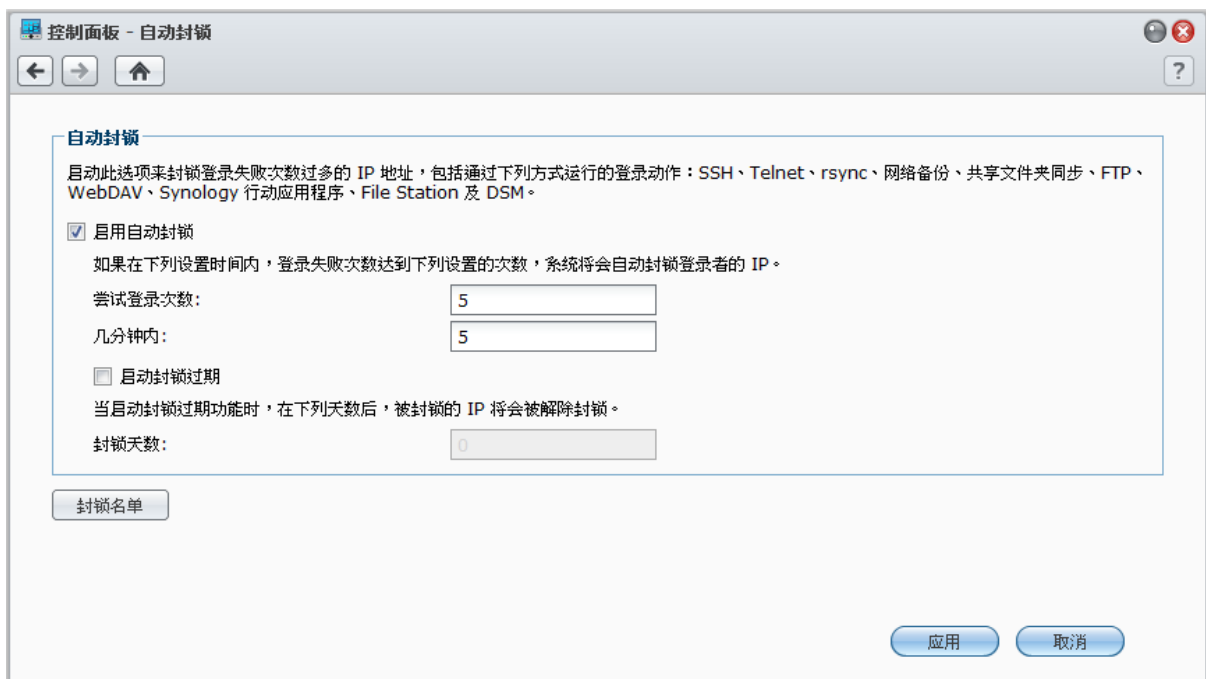 控制面板 - 自动封锁
?
自动封锁
启动此选项来封锁登录失败次数过多的 IP 地址，包括通过下列方式运行的登录动作：SSH、Telnet、rsync、网络备份、共享文件夹同步、FTP、
WebDAV、Synology 行动应用程序、File Station 及 DSM。
启用自动封锁
如果在下列设置时间内，登录失败次数达到下列设置的次数，系统将会自动封锁登录者的 IP。
尝试登录次数: 5
几分钟内: 5
启动封锁过期
当启动封锁过期功能时，在下列天数后，被封锁的 IP 将会被解除封锁。
封锁天数: 0
封锁名单
应用 取消